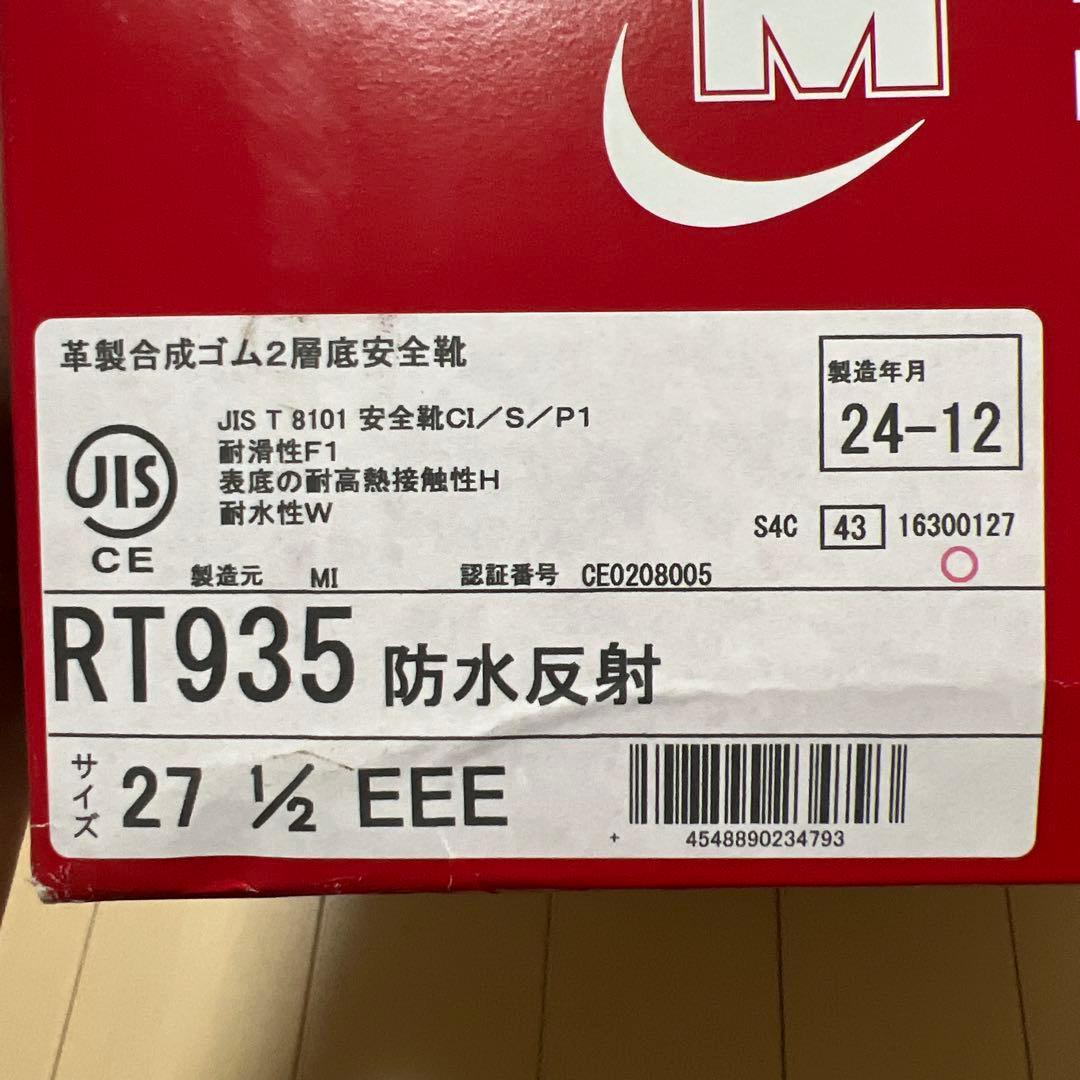 M
革製合成ゴム2層底安全靴
製造年月
24-12
JIS T 8101 安全靴CI/S/P1
耐滑性F1
表底の耐高熱接触性H
耐水性W
JIS
CE
S4C 43 16300127
製造元 MI 認証番号 CE0208005
RT935 防水反射
サイズ 27 ½ EEE
+ 4548890234793